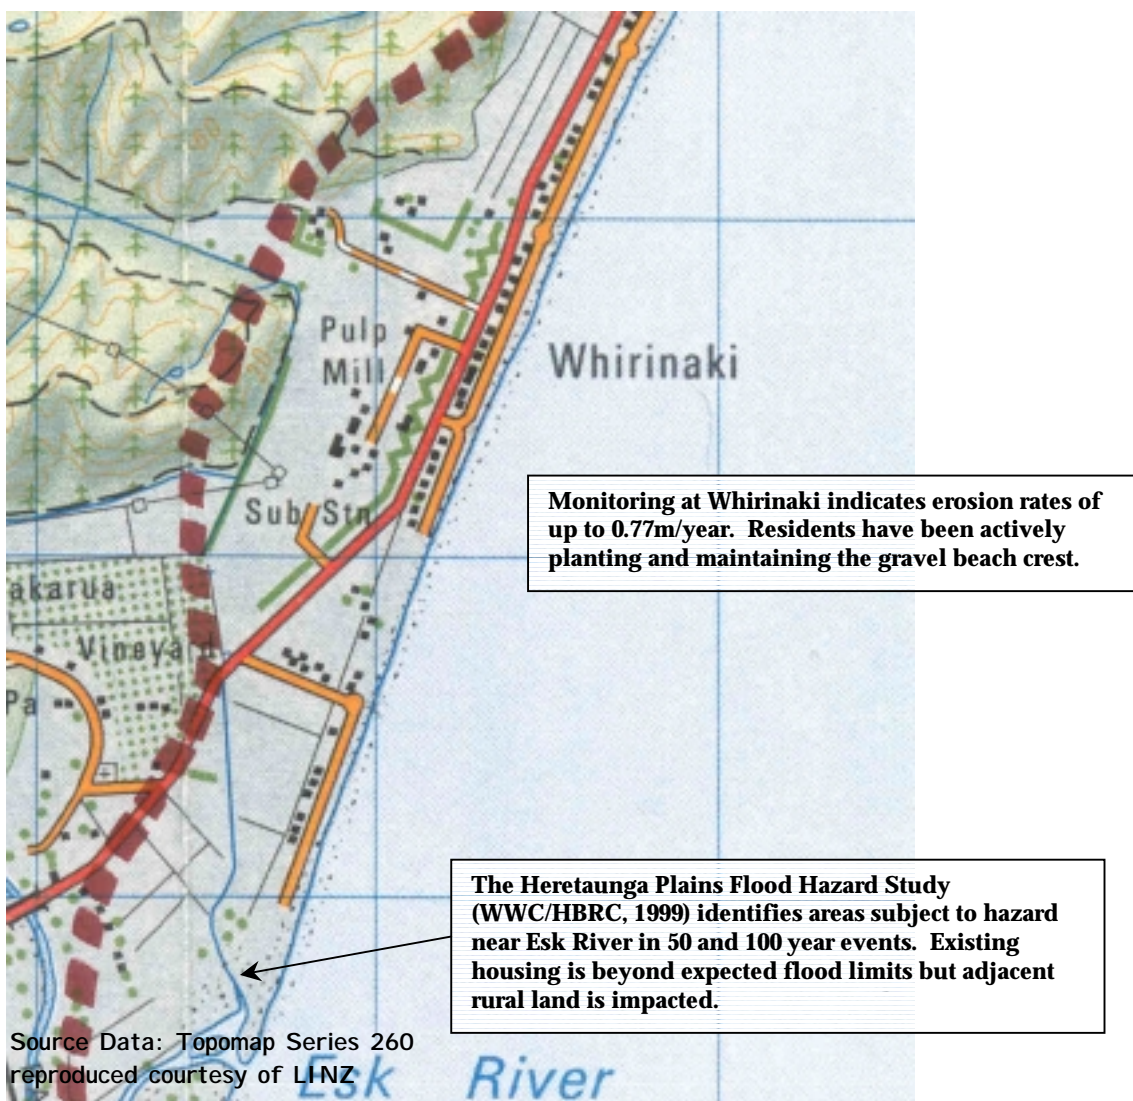 Pulp
Mill
Whirinaki
Monitoring at Whirinaki indicates erosion rates of
up to 0.77m/year. Residents have been actively
planting and maintaining the gravel beach crest.
Sub Stn
akarua
Vineyard
Pa
The Heretaunga Plains Flood Hazard Study
(WWC/HBRC, 1999) identifies areas subject to hazard
near Esk River in 50 and 100 year events. Existing
housing is beyond expected flood limits but adjacent
rural land is impacted.
Source Data: Topomap Series 260
reproduced courtesy of LINZ
Esk River